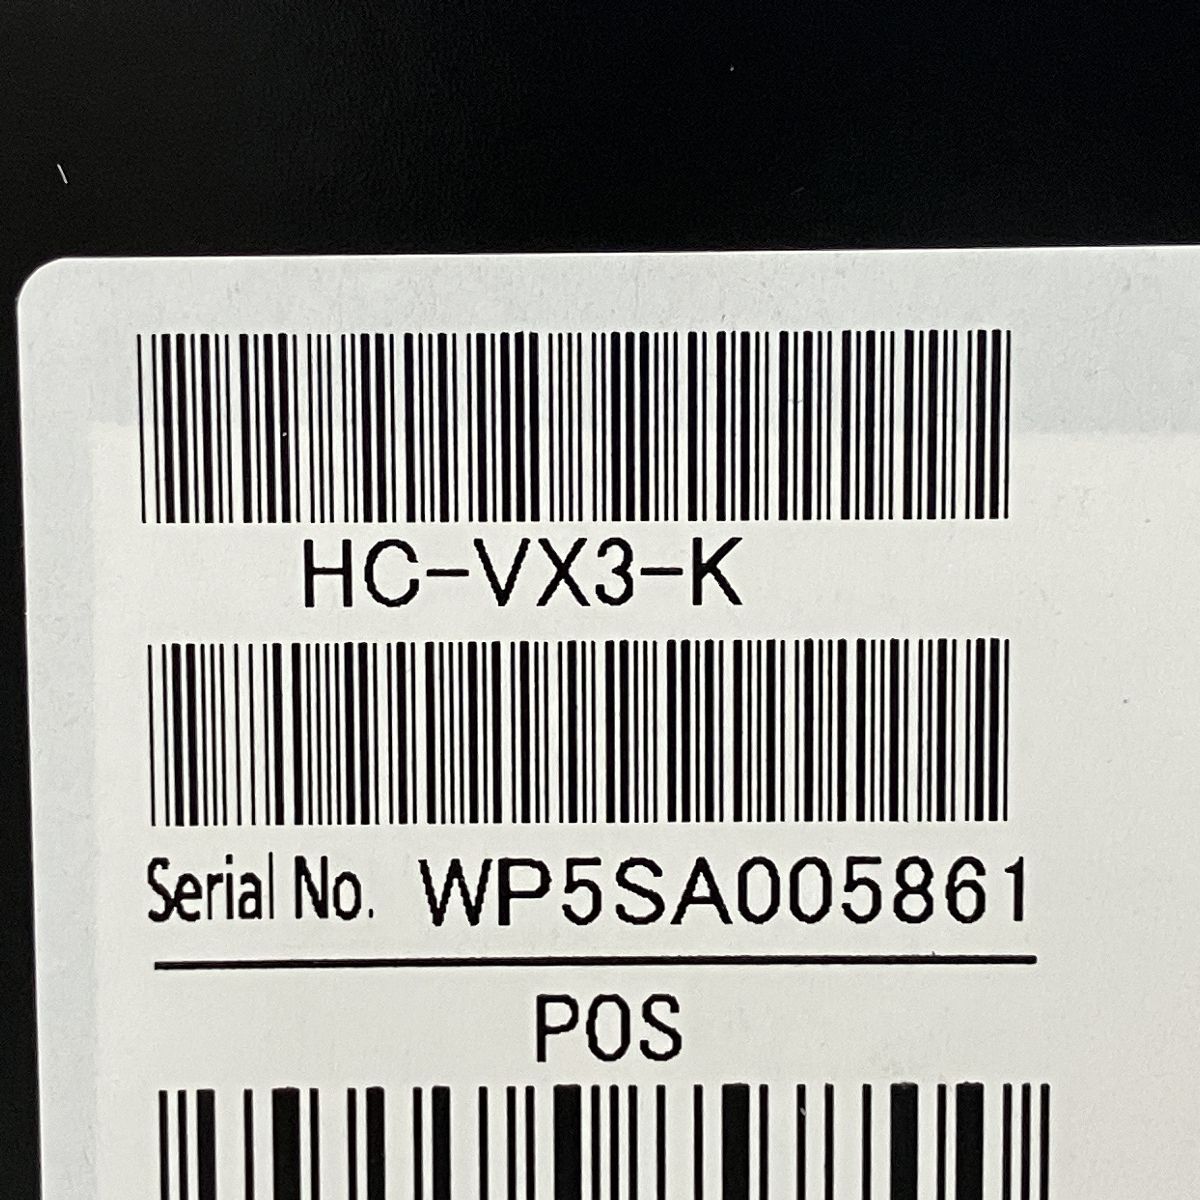 HC-VX3-K
Serial No. WP5SA005861
POS